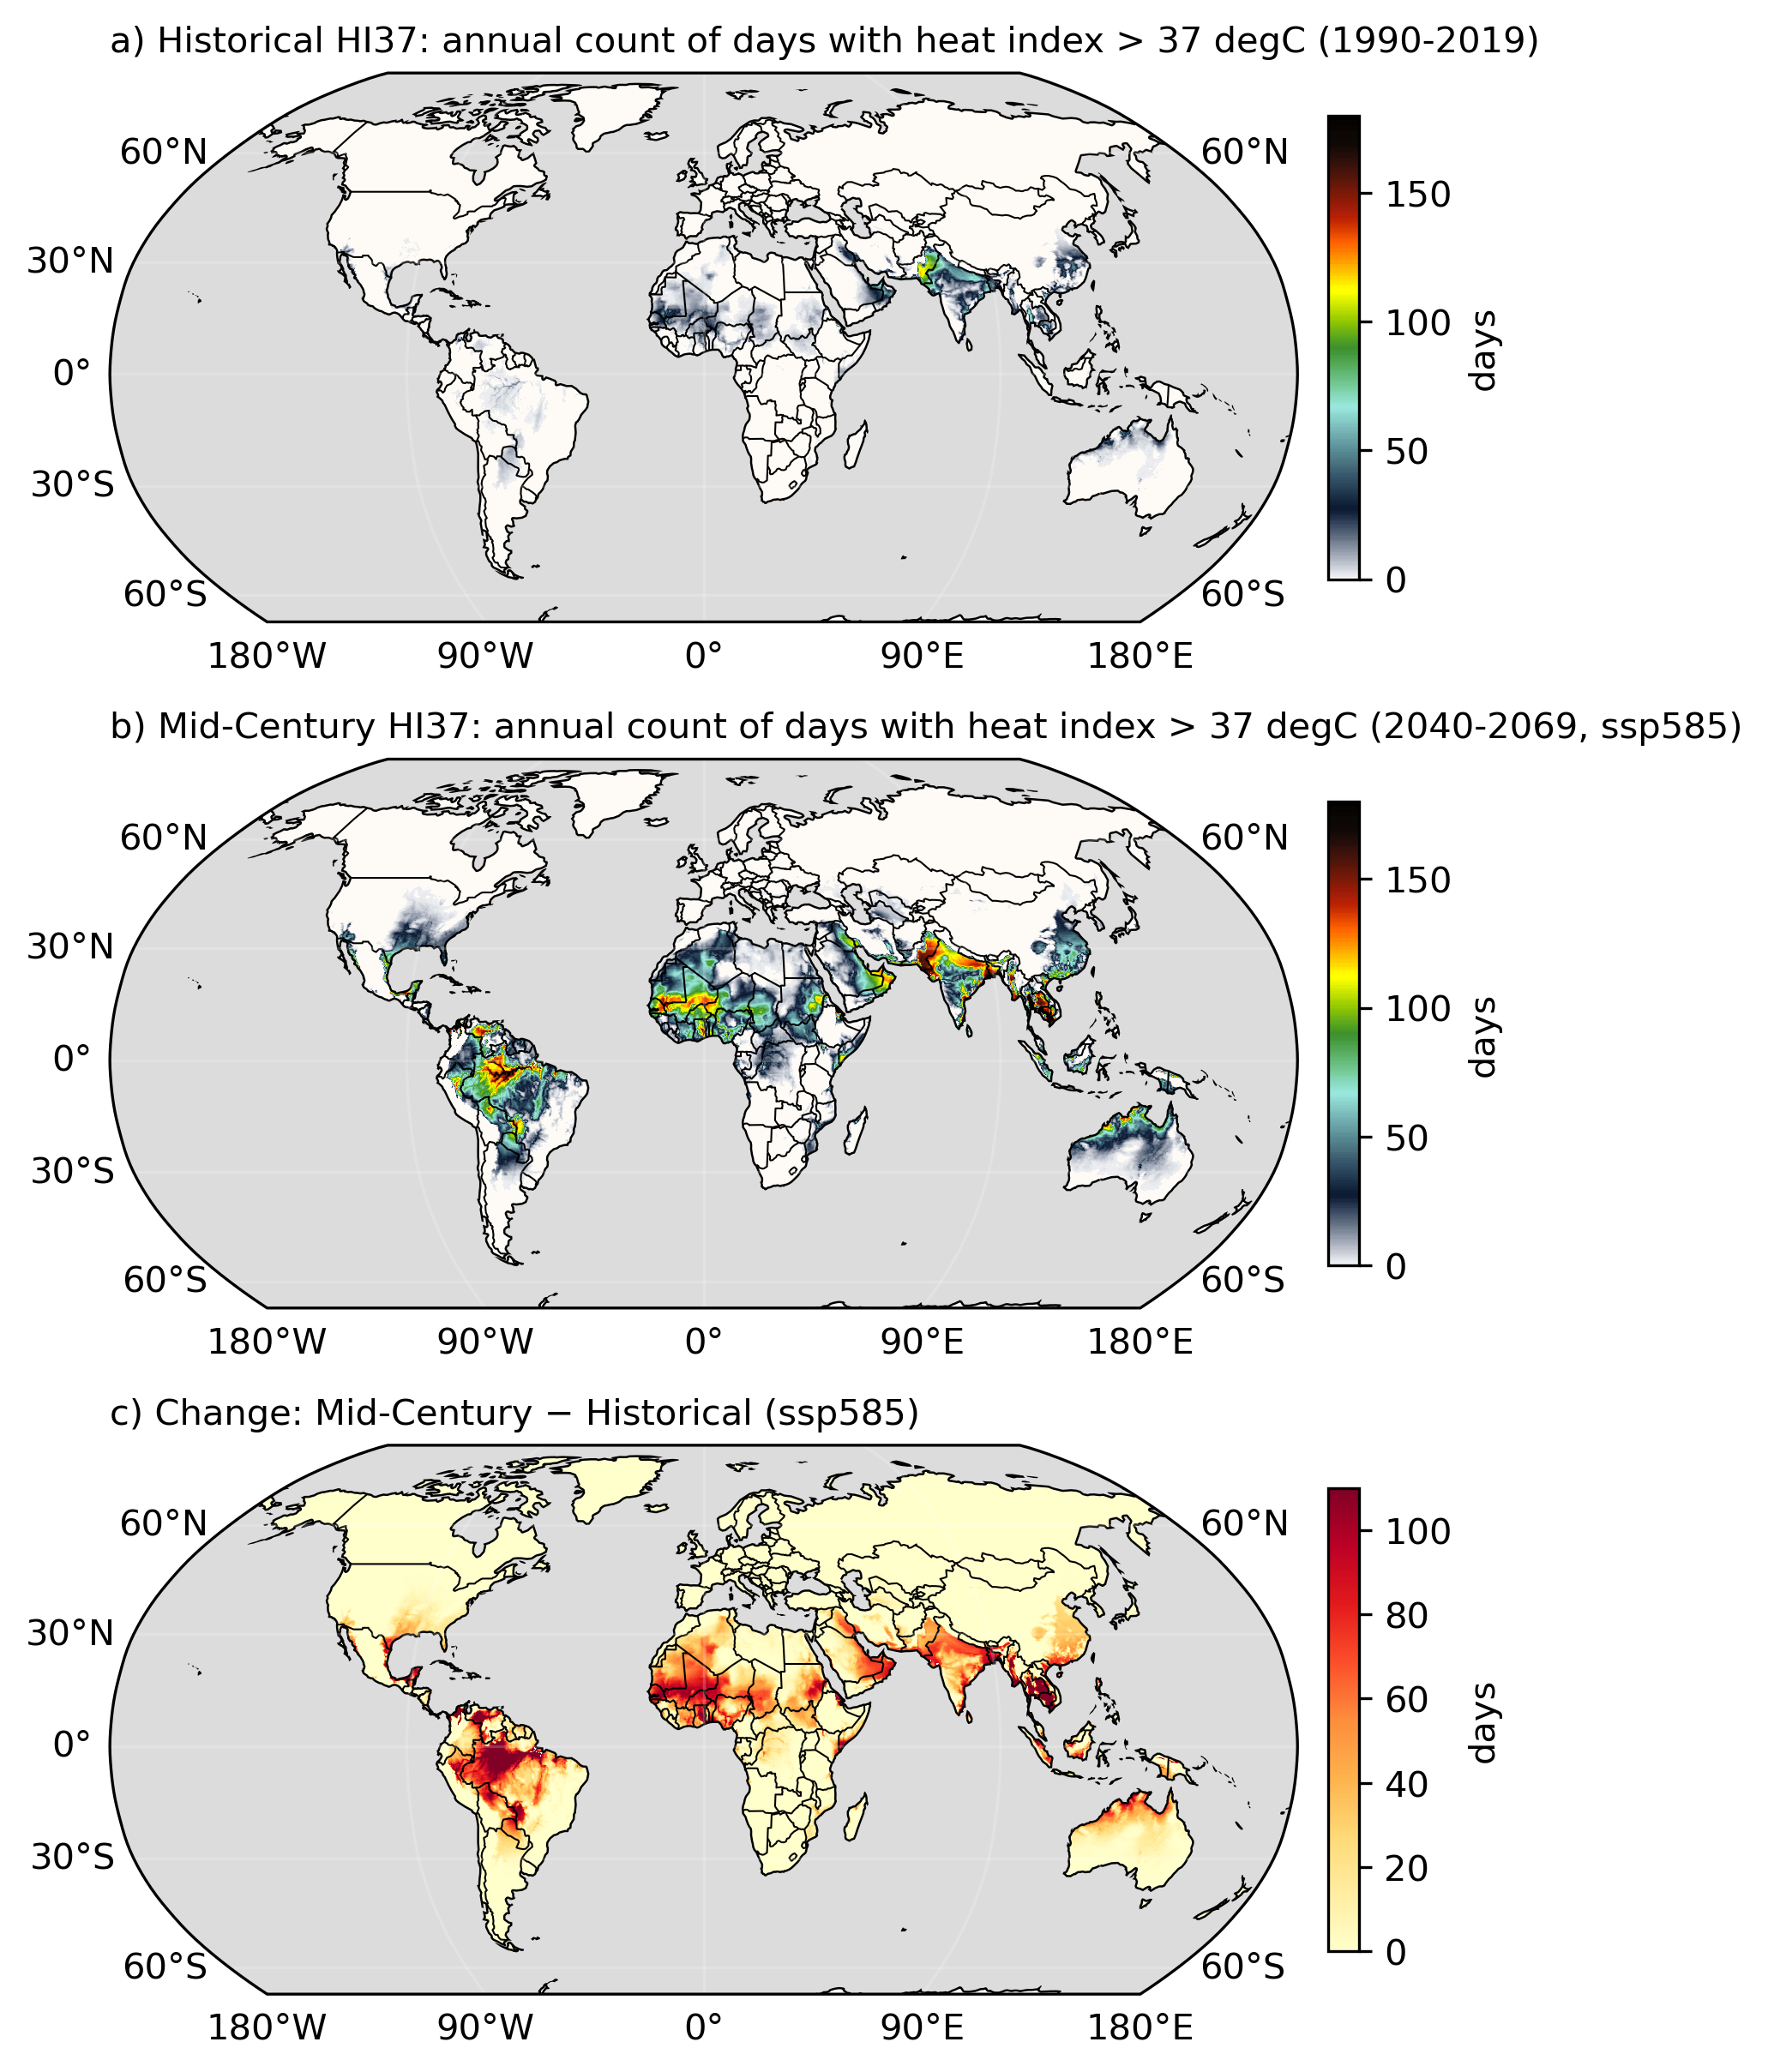 a) Historical HI37: annual count of days with heat index > 37 degC (1990-2019)
60°N
60°N
30°N
0°
30°S
60°S
60°S
180°W
90°W
0°
90°E
180°E
150
100
50
0
days
b) Mid-Century HI37: annual count of days with heat index > 37 degC (2040-2069, ssp585)
60°N
60°N
30°N
0°
30°S
60°S
60°S
180°W
90°W
0°
90°E
180°E
150
100
50
0
days
c) Change: Mid-Century − Historical (ssp585)
60°N
60°N
30°N
0°
30°S
60°S
60°S
180°W
90°W
0°
90°E
180°E
100
80
60
40
20
0
days